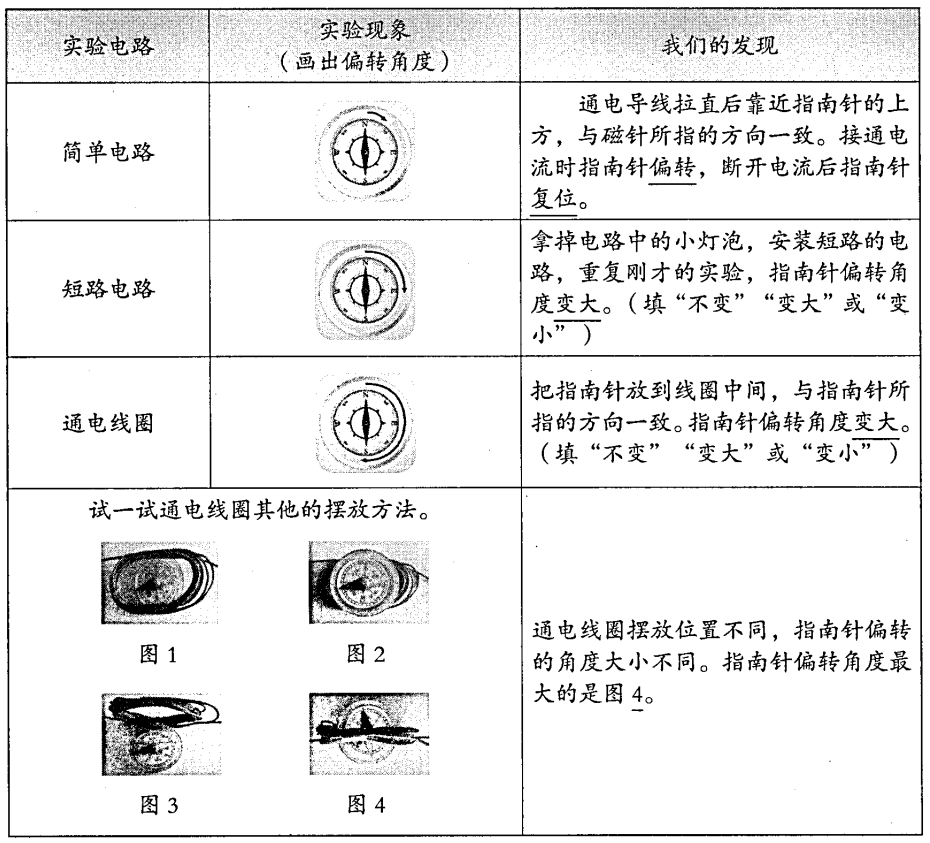 实验电路
实验现象
(画出偏转角度)
我们的发现
简单电路
通电导线拉直后靠近指南针的上
方,与磁针所指的方向一致。接通电
流时指南针偏转,断开电流后指南针
复位。
短路电路
拿掉电路中的小灯泡,安装短路的电
路,重复刚才的实验,指南针偏转角
度变大。(填“不变”“变大”或“变
小”)
通电线圈
把指南针放到线圈中间,与指南针所
指的方向一致。指南针偏转角度变大。
(填“不变”“变大”或“变小”)
试一试通电线圈其他的摆放方法。
图1
图2
图3
图4
通电线圈摆放位置不同,指南针偏转
的角度大小不同。指南针偏转角度最
大的是图4。